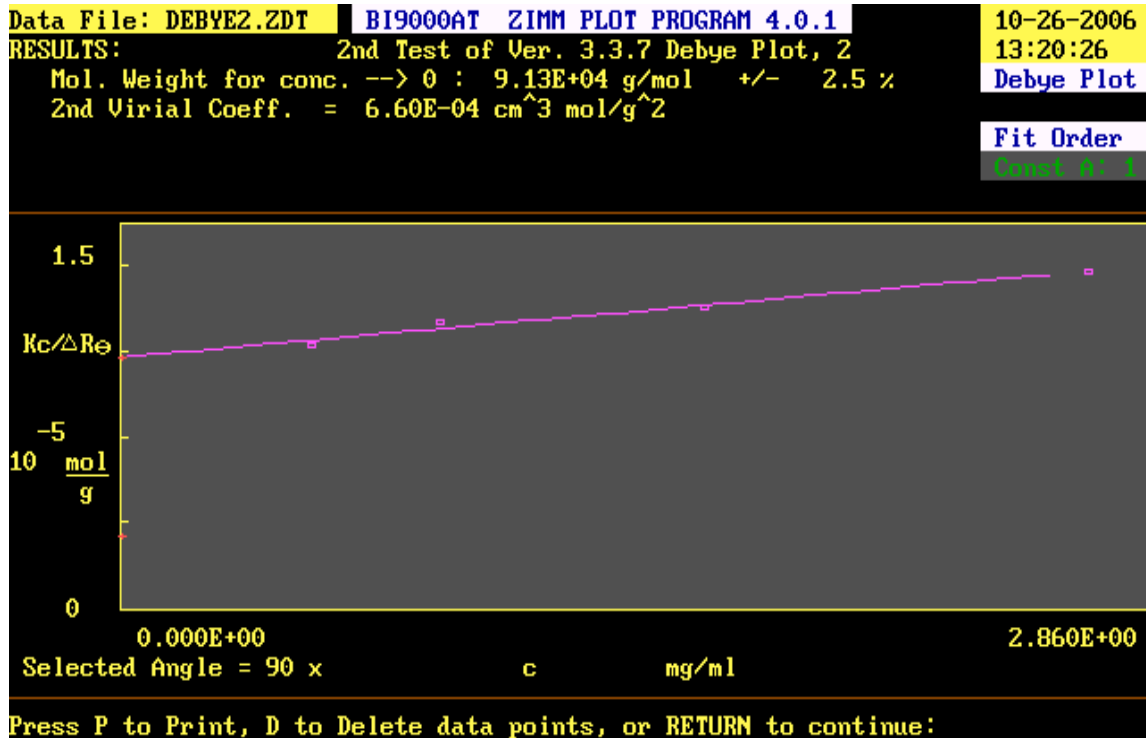 Data File: DEBYE2.ZDT BI9000AT ZIMM PLOT PROGRAM 4.0.1 10-26-2006
RESULTS: 2nd Test of Ver. 3.3.7 Debye Plot, 2 13:20:26
Mol. Weight for conc. --> 0 : 9.13E+04 g/mol +/- 2.5 % Debye Plot
2nd Virial Coeff. = 6.60E-04 cm^3 mol/g^2
Fit Order
Const A: 1
1.5
Kc/△Rθ
-5
10 mol
g
0
0.000E+00 2.860E+00
Selected Angle = 90 x c mg/ml
Press P to Print, D to Delete data points, or RETURN to continue: